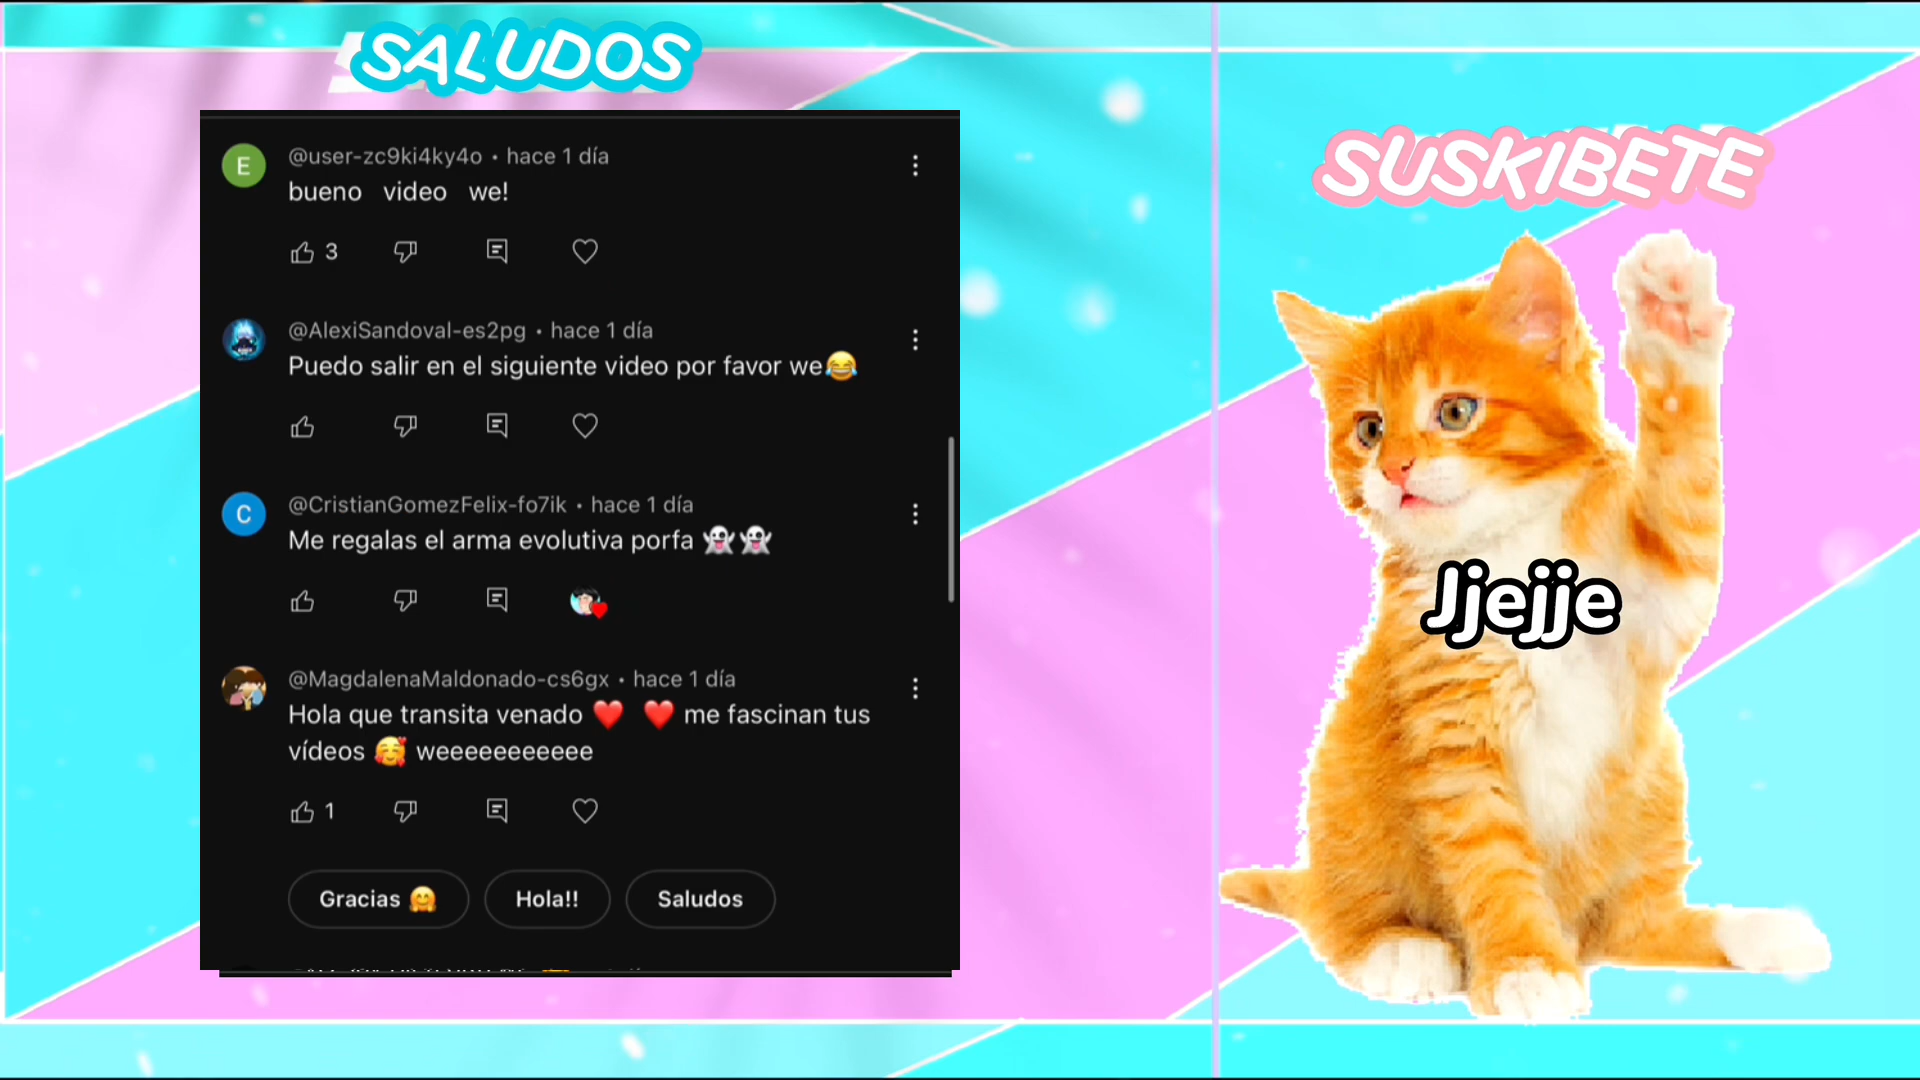 SALUDOS
SUSKIBETE
E
@user-zc9ki4ky4o • hace 1 día
bueno video we!
3
@AlexiSandoval-es2pg • hace 1 día
Puedo salir en el siguiente video por favor we😂
C
@CristianGomezFelix-fo7ik • hace 1 día
Me regalas el arma evolutiva porfa 👻👻
@MagdalenaMaldonado-cs6gx • hace 1 día
Hola que transita venado ❤️ ❤️ me fascinan tus
vídeos 🥰 weeeeeeeeeee
1
Gracias 🤗 Hola!! Saludos
Jjejje